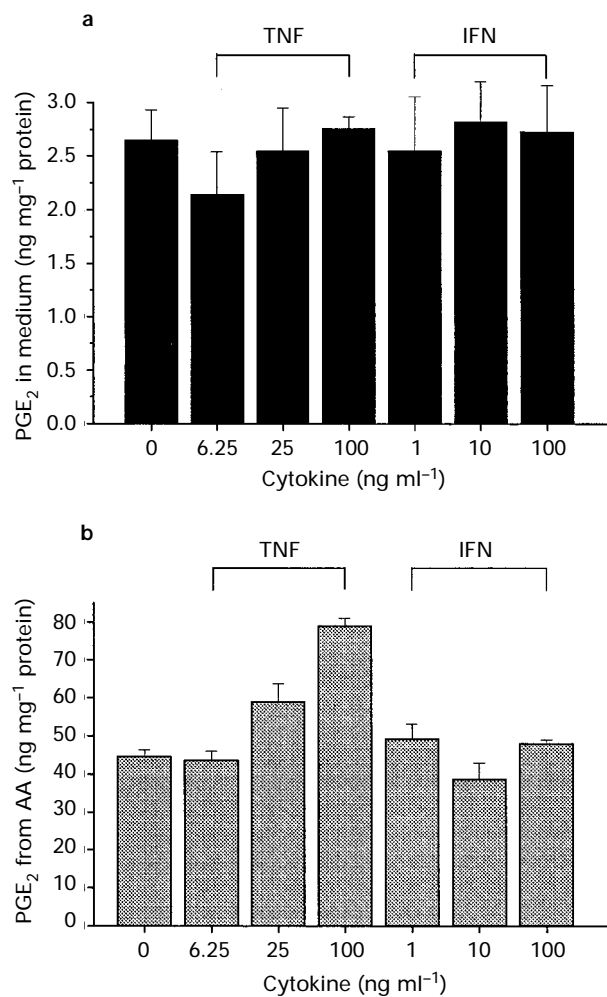 a
TNF IFN
PGE₂ in medium (ng mg⁻¹ protein)
3.0
2.5
2.0
1.5
1.0
0.5
0.0
0 6.25 25 100 1 10 100
Cytokine (ng ml⁻¹)
b
TNF IFN
PGE₂ from AA (ng mg⁻¹ protein)
80
70
60
50
40
30
20
10
0
0 6.25 25 100 1 10 100
Cytokine (ng ml⁻¹)